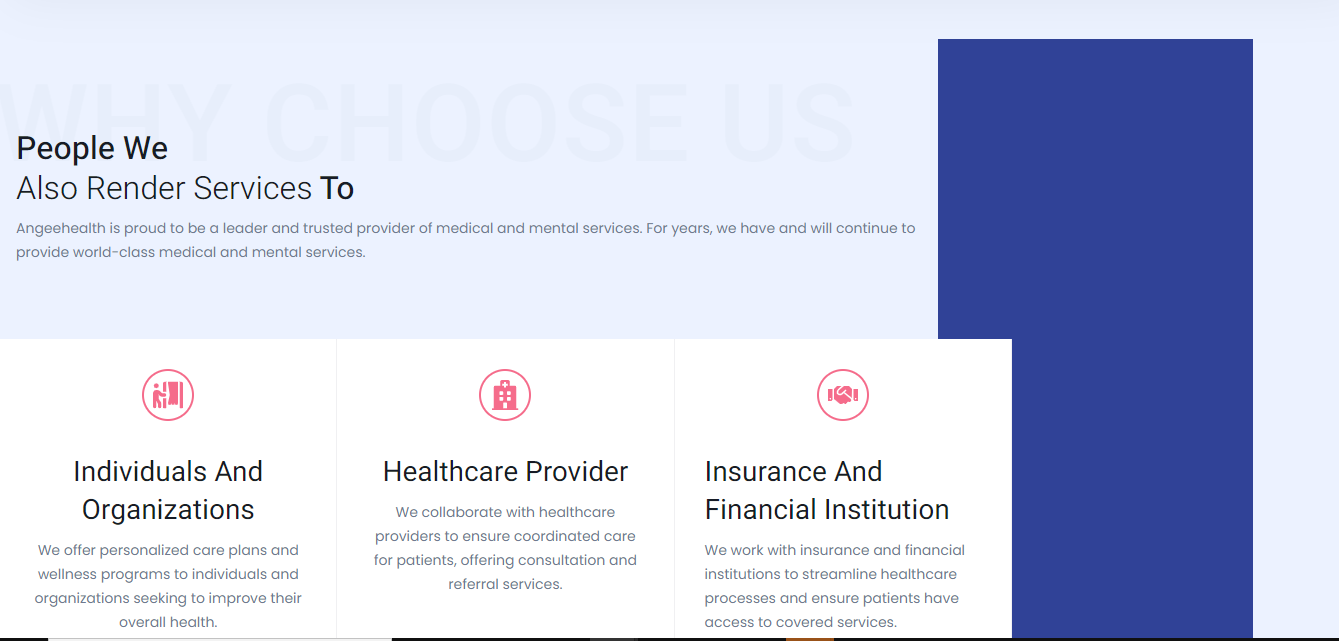 WHY CHOOSE US
People We
Also Render Services To
Angeehealth is proud to be a leader and trusted provider of medical and mental services. For years, we have and will continue to
provide world-class medical and mental services.
Individuals And
Organizations
We offer personalized care plans and
wellness programs to individuals and
organizations seeking to improve their
overall health.
Healthcare Provider
We collaborate with healthcare
providers to ensure coordinated care
for patients, offering consultation and
referral services.
Insurance And
Financial Institution
We work with insurance and financial
institutions to streamline healthcare
processes and ensure patients have
access to covered services.